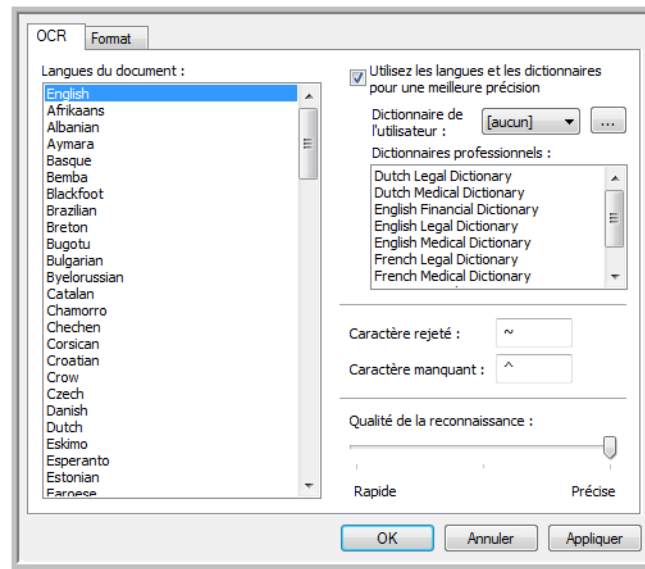 OCR
Format
Langues du document :
English
Afrikaans
Albanian
Aymara
Basque
Bemba
Blackfoot
Brazilian
Breton
Bugotu
Bulgarian
Byelorussian
Catalan
Chamorro
Chechen
Corsican
Croatian
Crow
Czech
Danish
Dutch
Eskimo
Esperanto
Estonian
Faroese
Utilisez les langues et les dictionnaires
pour une meilleure précision
Dictionnaire de
l'utilisateur :
[aucun]
...
Dictionnaires professionnels :
Dutch Legal Dictionary
Dutch Medical Dictionary
English Financial Dictionary
English Legal Dictionary
English Medical Dictionary
French Legal Dictionary
French Medical Dictionary
Caractère rejeté :
~
Caractère manquant :
^
Qualité de la reconnaissance :
Rapide
Précise
OK
Annuler
Appliquer